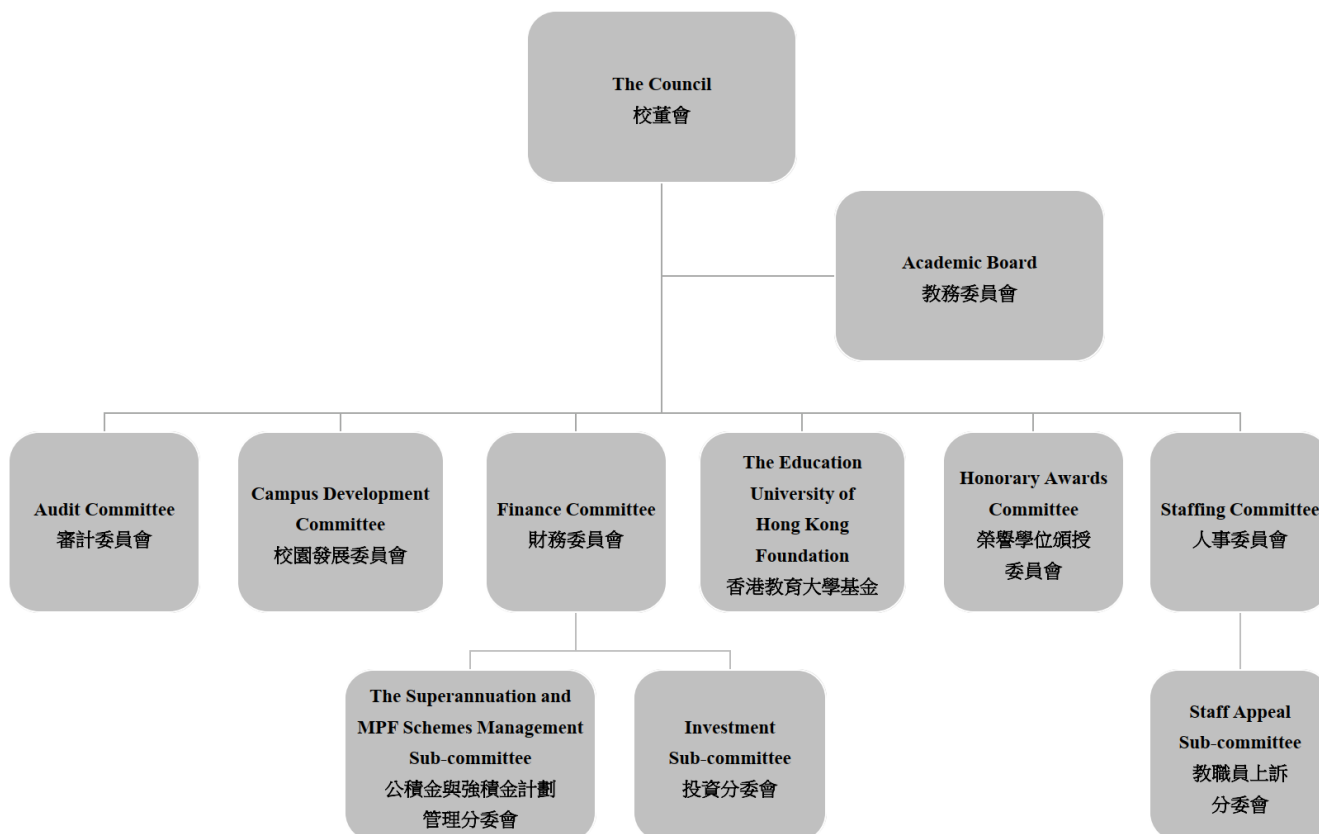 The Council
校董會
Academic Board
教務委員會
Audit Committee
審計委員會
Campus Development
Committee
校園發展委員會
Finance Committee
財務委員會
The Education
University of
Hong Kong
Foundation
香港教育大學基金
Honorary Awards
Committee
榮譽學位頒授
委員會
Staffing Committee
人事委員會
The Superannuation and
MPF Schemes Management
Sub-committee
公積金與強積金計劃
管理分委會
Investment
Sub-committee
投資分委會
Staff Appeal
Sub-committee
教職員上訴
分委會